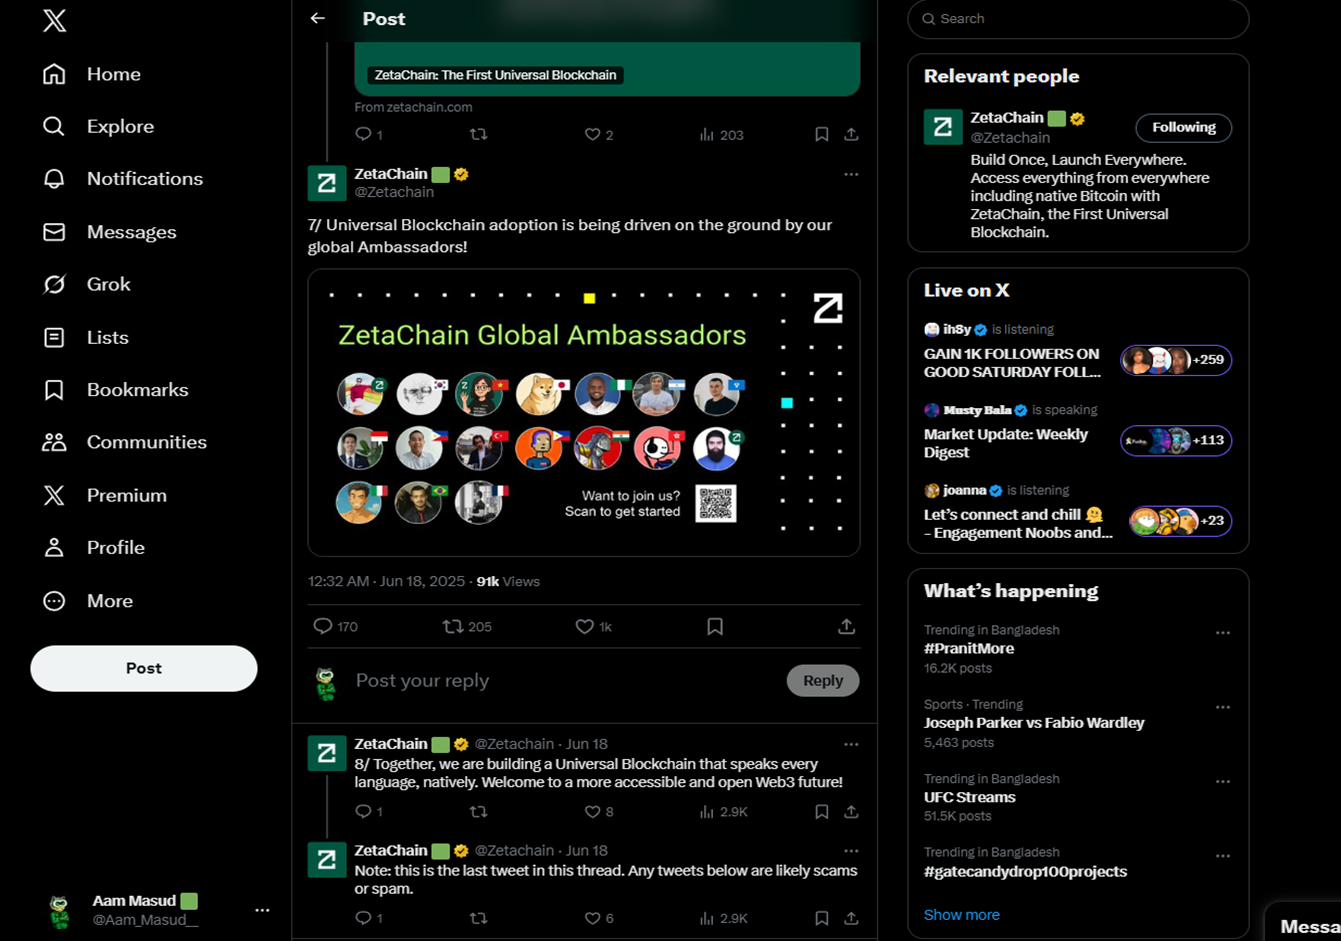 Home
Explore
Notifications
Messages
Grok
Lists
Bookmarks
Communities
Premium
Profile
More
Post
Aam Masud
@Aam_Masud__
Post
ZetaChain: The First Universal Blockchain
From zetachain.com
1
2
203
ZetaChain
@Zetachain
7/ Universal Blockchain adoption is being driven on the ground by our
global Ambassadors!
ZetaChain Global Ambassadors
Want to join us?
Scan to get started
12:32 AM · Jun 18, 2025 · 91k Views
170
205
1k
Post your reply
Reply
ZetaChain @Zetachain · Jun 18
8/ Together, we are building a Universal Blockchain that speaks every
language, natively. Welcome to a more accessible and open Web3 future!
1
8
2.9K
ZetaChain @Zetachain · Jun 18
Note: this is the last tweet in this thread. Any tweets below are likely scams
or spam.
1
6
2.9K
Search
Relevant people
ZetaChain
@Zetachain
Following
Build Once, Launch Everywhere.
Access everything from everywhere
including native Bitcoin with
ZetaChain, the First Universal
Blockchain.
Live on X
ih8y is listening
GAIN 1K FOLLOWERS ON
GOOD SATURDAY FOLL...
+259
Musty Bala is speaking
Market Update: Weekly
Digest
+113
joanna is listening
Let's connect and chill
- Engagement Noobs and...
+23
What's happening
Trending in Bangladesh
#PranitMore
16.2K posts
Sports · Trending
Joseph Parker vs Fabio Wardley
5,463 posts
Trending in Bangladesh
UFC Streams
51.5K posts
Trending in Bangladesh
#gatecandydrop100projects
Show more
Messa